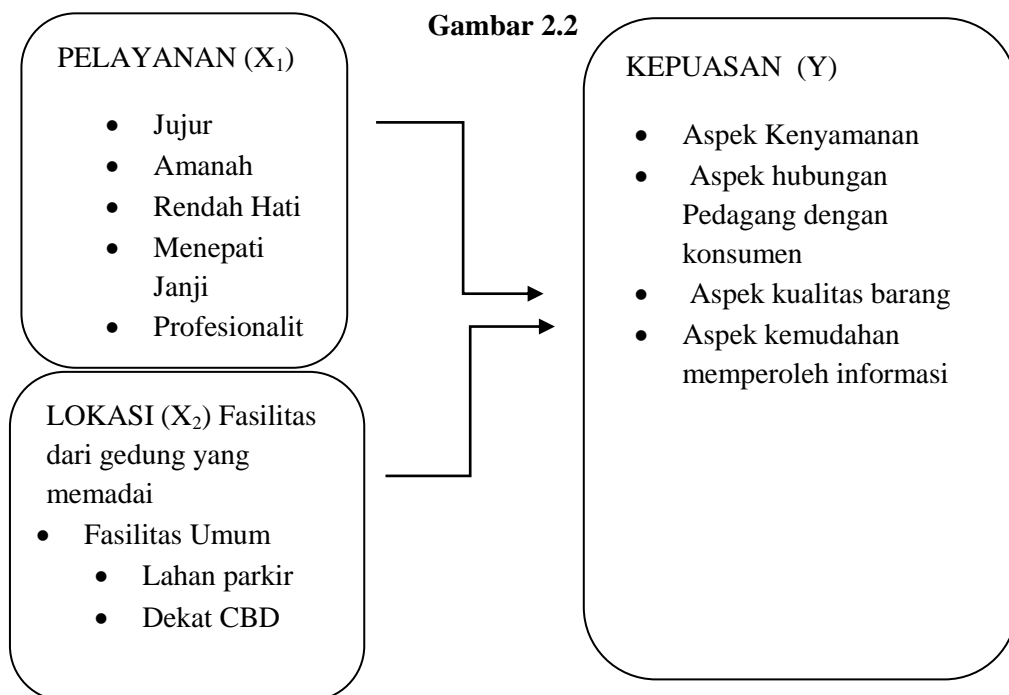 Gambar 2.2
PELAYANAN (X₁)
• Jujur
• Amanah
• Rendah Hati
• Menepati
Janji
• Profesionalit
LOKASI (X₂) Fasilitas
dari gedung yang
memadai
• Fasilitas Umum
• Lahan parkir
• Dekat CBD
KEPUASAN (Y)
• Aspek Kenyamanan
• Aspek hubungan
Pedagang dengan
konsumen
• Aspek kualitas barang
• Aspek kemudahan
memperoleh informasi